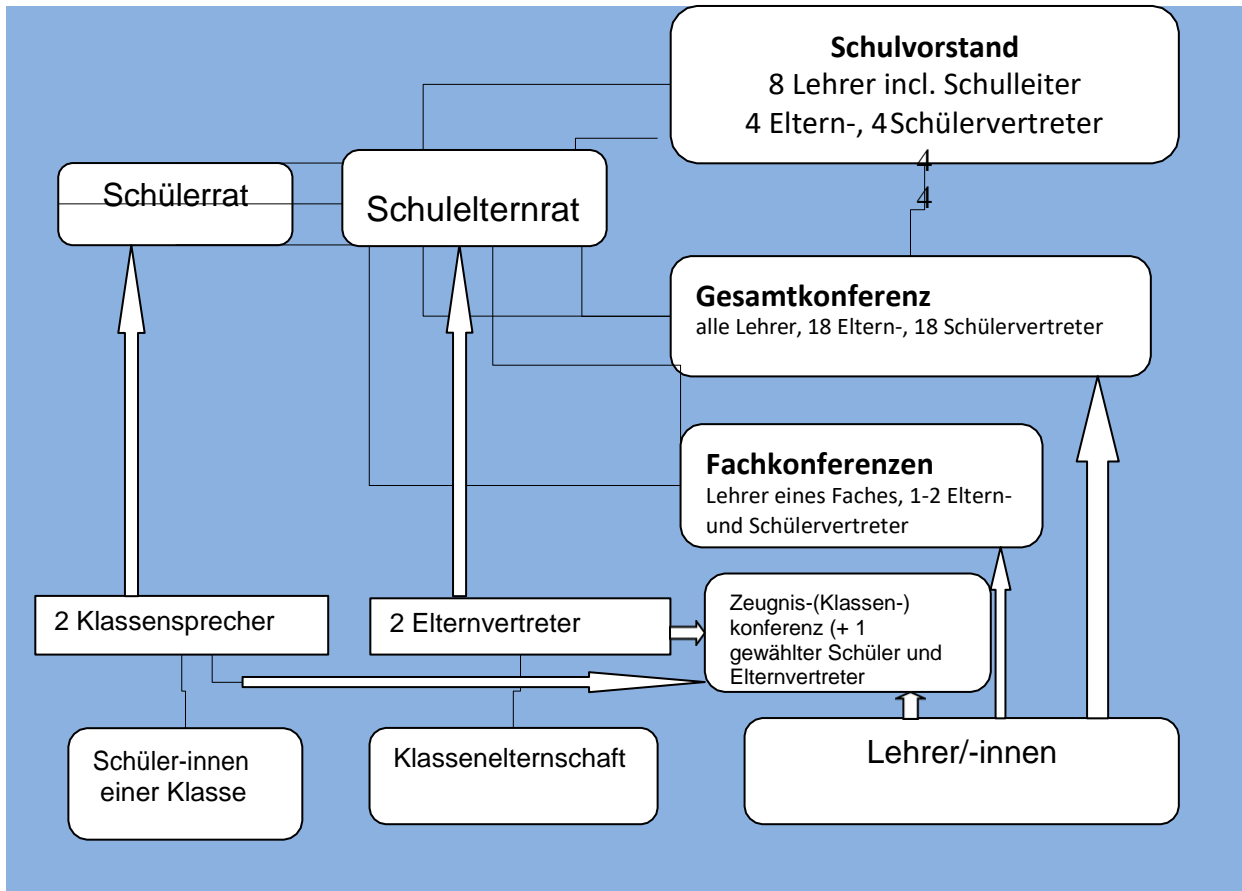 Schulvorstand
8 Lehrer incl. Schulleiter
4 Eltern-, 4Schülervertreter
4
4
Schülerrat
Schulelternrat
Gesamtkonferenz
alle Lehrer, 18 Eltern-, 18 Schülervertreter
Fachkonferenzen
Lehrer eines Faches, 1-2 Eltern-
und Schülervertreter
2 Klassensprecher
2 Elternvertreter
Zeugnis-(Klassen-)
konferenz (+ 1
gewählter Schüler und
Elternvertreter
Schüler-innen
einer Klasse
Klassenelternschaft
Lehrer/-innen